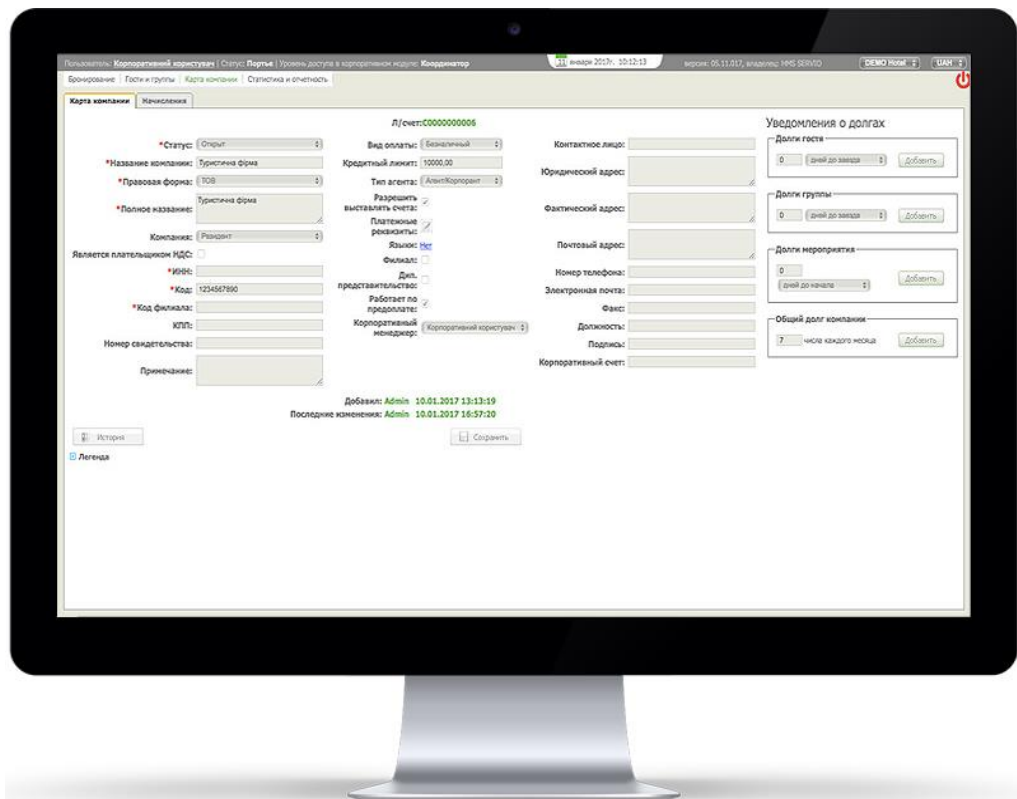 Пользователь: Корпоративний користувач | Статус: Портье | Уровень доступа в корпоративном модуле: Координатор
11 января 2017г. 10:12:13
версия: 05.11.017, владелец: HMS SERVIO
DEMO Hotel
UAH
Бронирование | Гости и группы | Карта компании | Статистика и отчетность
Карта компании
Начисления
Л/счет:C0000000006
*Статус: Открыт
*Название компании: Туристична фірма
*Правовая форма: ТОВ
*Полное название: Туристична фірма
Компания: Резидент
Является плательщиком НДС:
*ИНН:
*Код: 1234567890
*Код филиала:
КПП:
Номер свидетельства:
Примечание:
Вид оплаты: Безналичный
Кредитный лимит: 10000,00
Тип агента: Агент/Корпорант
Разрешить
выставлять счета:
Платежные
реквизиты:
Языки: Нет
Филиал:
Дип.
представительство:
Работает по
предоплате:
Корпоративный
менеджер: Корпоративний користувач
Контактное лицо:
Юридический адрес:
Фактический адрес:
Почтовый адрес:
Номер телефона:
Электронная почта:
Факс:
Должность:
Подпись:
Корпоративный счет:
Уведомления о долгах
Долги гостя
0 дней до заезда Добавить
Долги группы
0 дней до заезда Добавить
Долги мероприятия
0
дней до начала Добавить
Общий долг компании
7 числа каждого месяца Добавить
Добавил: Admin 10.01.2017 13:13:19
Последние изменения: Admin 10.01.2017 16:57:20
История
Сохранить
Легенда